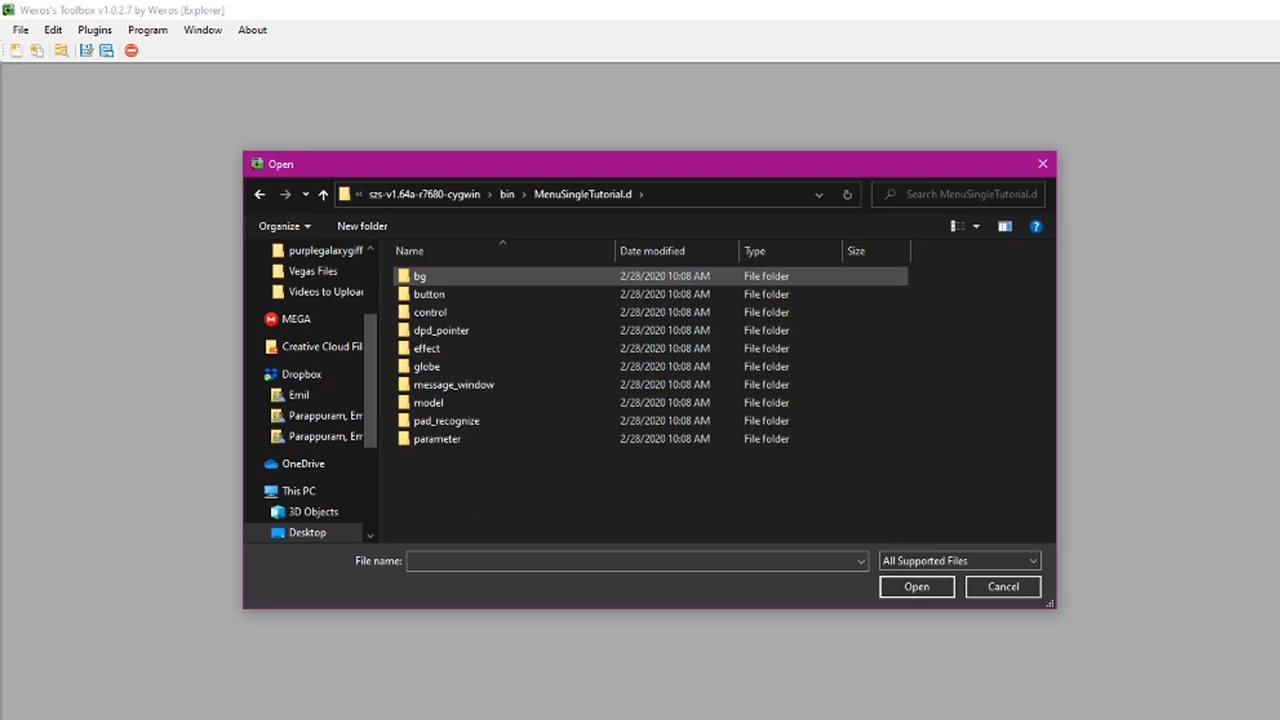 Wexos's Toolbox v1.0.2.7 by Wexos [Explorer]
File Edit Plugins Program Window About
Open
« szs-v1.64a-r7680-cygwin › bin › MenuSingleTutorial.d ›
Search MenuSingleTutorial.d
Organize New folder
purplegalaxygiff
Vegas Files
Videos to Upload
MEGA
Creative Cloud Fil
Dropbox
Emil
Parappuram, Em
Parappuram, Em
OneDrive
This PC
3D Objects
Desktop
Name Date modified Type Size
bg 2/28/2020 10:08 AM File folder
button 2/28/2020 10:08 AM File folder
control 2/28/2020 10:08 AM File folder
dpd_pointer 2/28/2020 10:08 AM File folder
effect 2/28/2020 10:08 AM File folder
globe 2/28/2020 10:08 AM File folder
message_window 2/28/2020 10:08 AM File folder
model 2/28/2020 10:08 AM File folder
pad_recognize 2/28/2020 10:08 AM File folder
parameter 2/28/2020 10:08 AM File folder
File name:
All Supported Files
Open Cancel